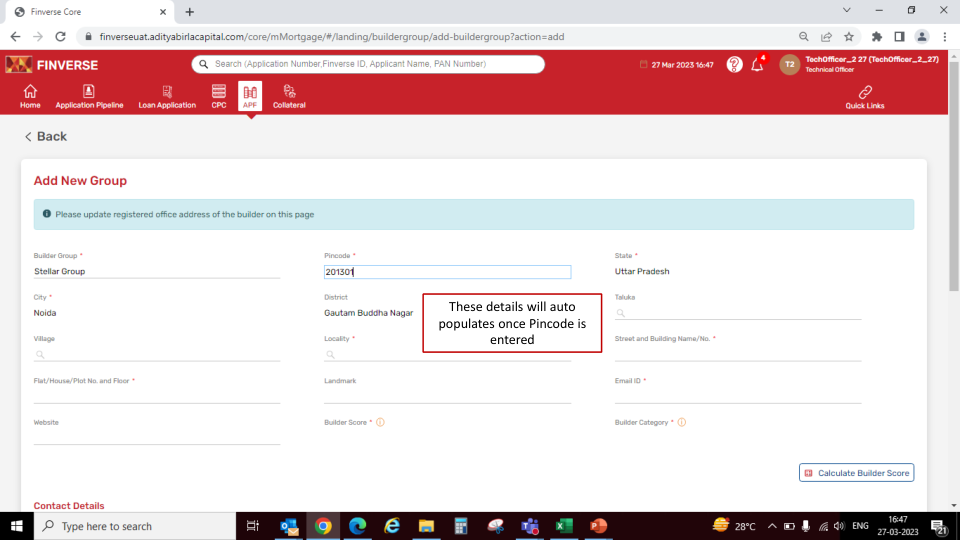 Finverse Core
finverseuat.adityabirlacapital.com/core/mMortgage/#/landing/buildergroup/add-buildergroup?action=add
FINVERSE
Search (Application Number,Finverse ID, Applicant Name, PAN Number)
27 Mar 2023 16:47
4
T2
TechOfficer_2 27 (TechOfficer_2_27)
Technical Officer
Home
Application Pipeline
Loan Application
CPC
APF
Collateral
Quick Links
< Back
Add New Group
Please update registered office address of the builder on this page
Builder Group *
Pincode *
State *
Stellar Group
201301
Uttar Pradesh
City *
District
Taluka
Noida
Gautam Buddha Nagar
These details will auto
populates once Pincode is
entered
Village
Locality *
Street and Building Name/No. *
Flat/House/Plot No. and Floor *
Landmark
Email ID *
Website
Builder Score *
Builder Category *
Calculate Builder Score
Contact Details
Type here to search
28°C
ENG
16:47
27-03-2023
21